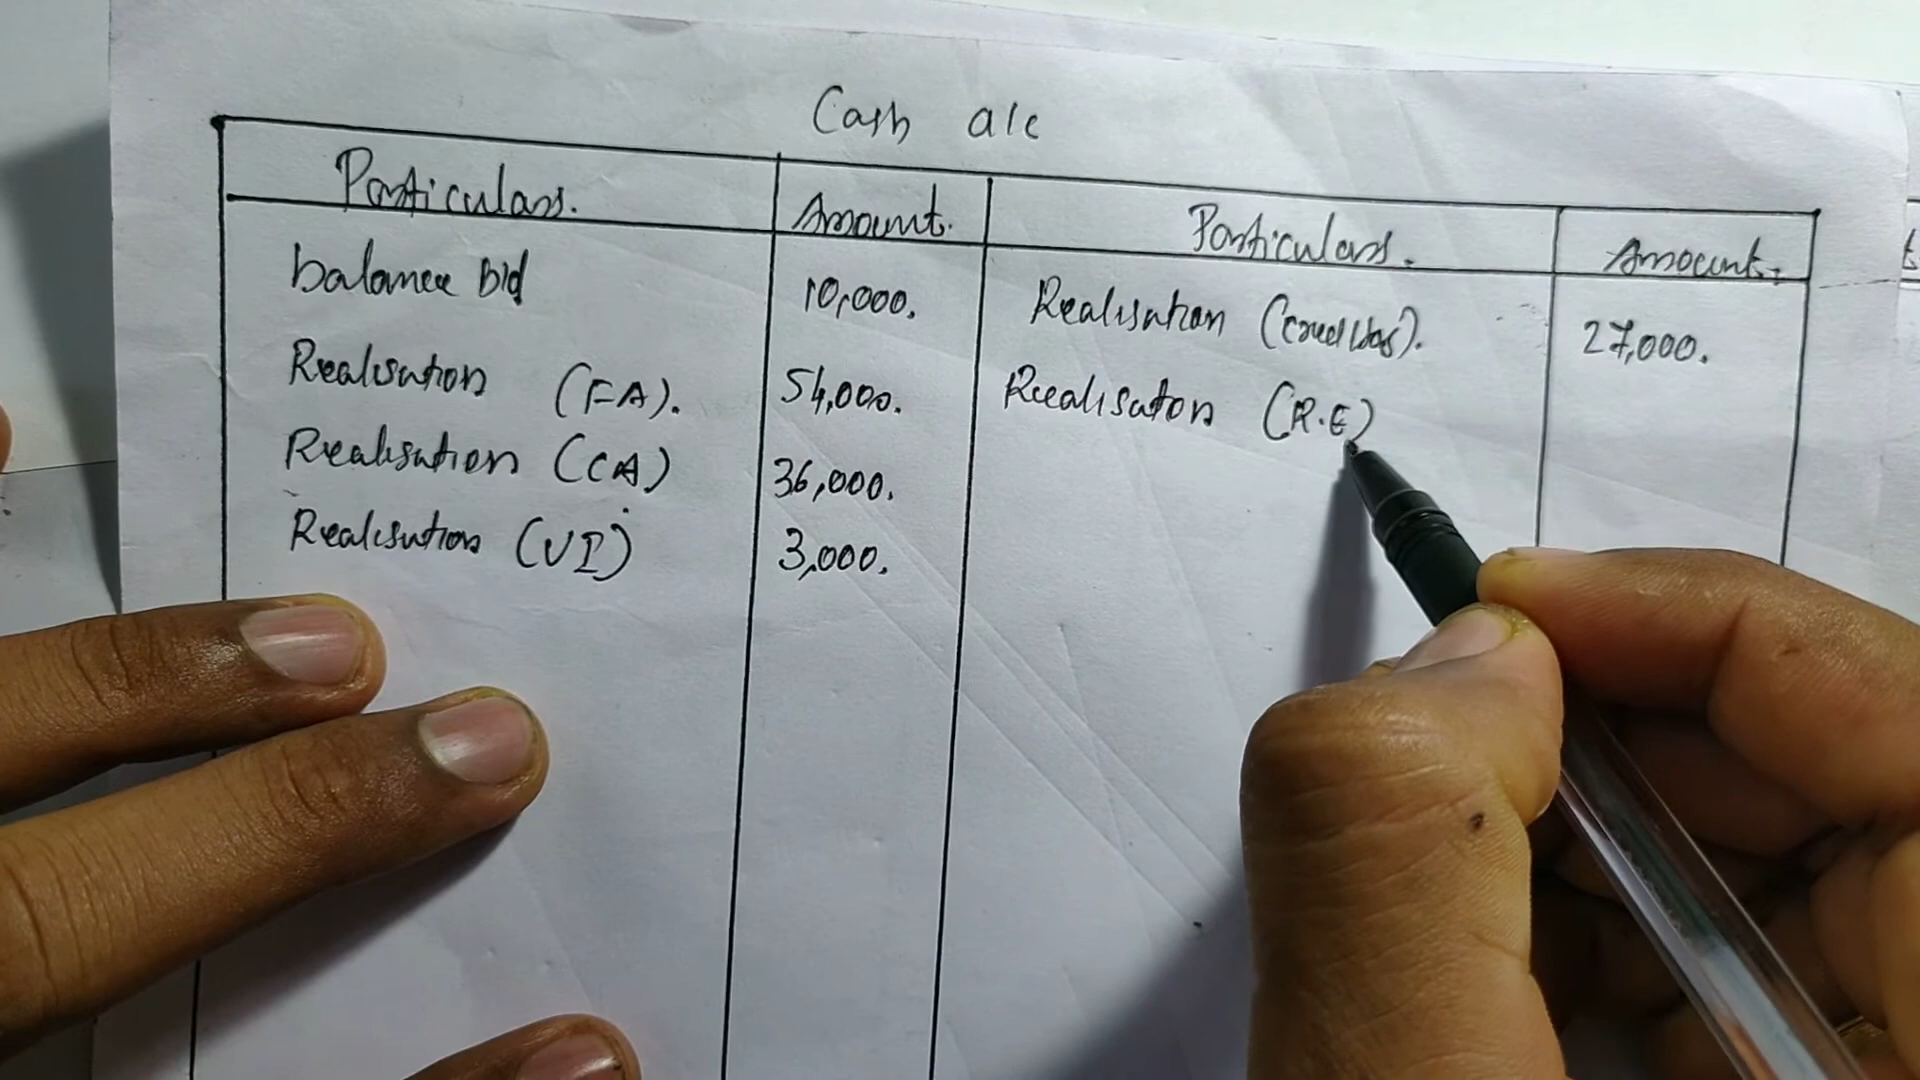 Cash a/c
Particulars. Amount. Particulars. Amount.
balance b/d 10,000. Realisation (creditors). 27,000.
Realisation (FA). 54,000. Realisation (R.E)
Realisation (CA) 36,000.
Realisation (UI) 3,000.